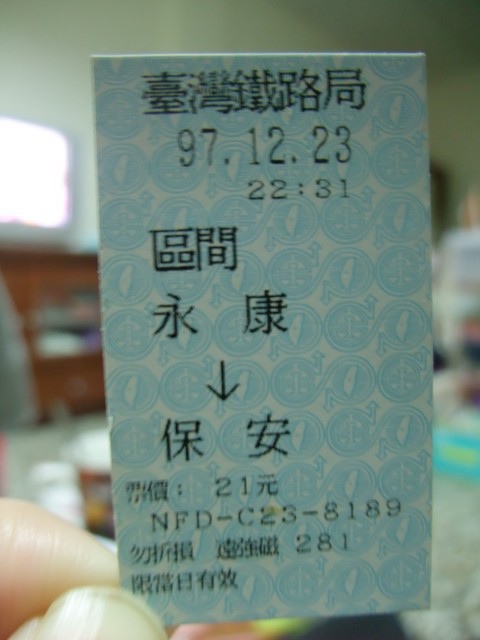 臺灣鐵路局
97.12.23
22:31
區間
永康
↓
保安
票價： 21元
NFD-C23-8189
勿折損 遠強磁 281
限當日有效